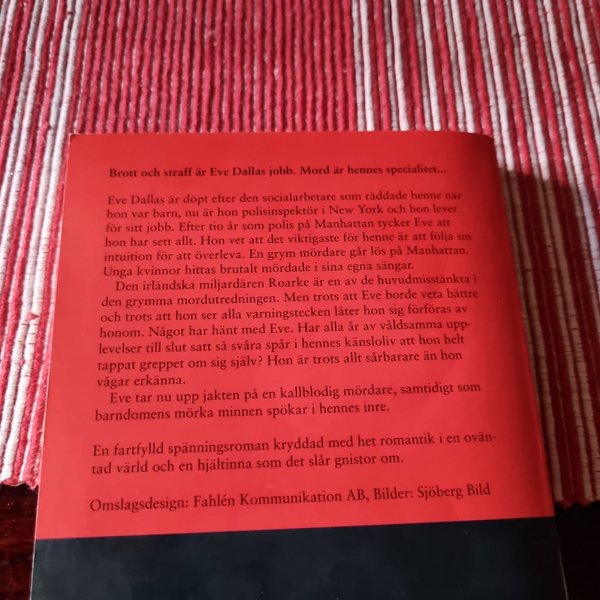 Brott och straff är Eve Dallas jobb. Mord är hennes specialitet...
Eve Dallas är döpt efter den socialarbetare som räddade henne när
hon var barn, nu är hon polisinspektör i New York och hon lever
för sitt jobb. Efter tio år som polis på Manhattan tycker Eve att
hon har sett allt. Hon vet att det viktigaste för henne är att följa sin
intuition för att överleva. En grym mördare går lös på Manhattan.
Unga kvinnor hittas brutalt mördade i sina egna sängar.
Den irländska miljardären Roarke är en av de huvudmisstänkta i
den grymma mordutredningen. Men trots att Eve borde veta bättre
och trots att hon ser alla varningstecken låter hon sig förföras av
honom. Något har hänt med Eve. Har alla år av våldsamma upp-
levelser till slut satt så svåra spår i hennes känsloliv att hon helt
tappat greppet om sig själv? Hon är trots allt sårbarare än hon
vågar erkänna.
Eve tar nu upp jakten på en kallblodig mördare, samtidigt som
barndomens mörka minnen spökar i hennes inre.
En fartfylld spänningsroman kryddad med het romantik i en ovän-
tad värld och en hjältinna som det slår gnistor om.
Omslagsdesign: Fahlén Kommunikation AB, Bilder: Sjöberg Bild